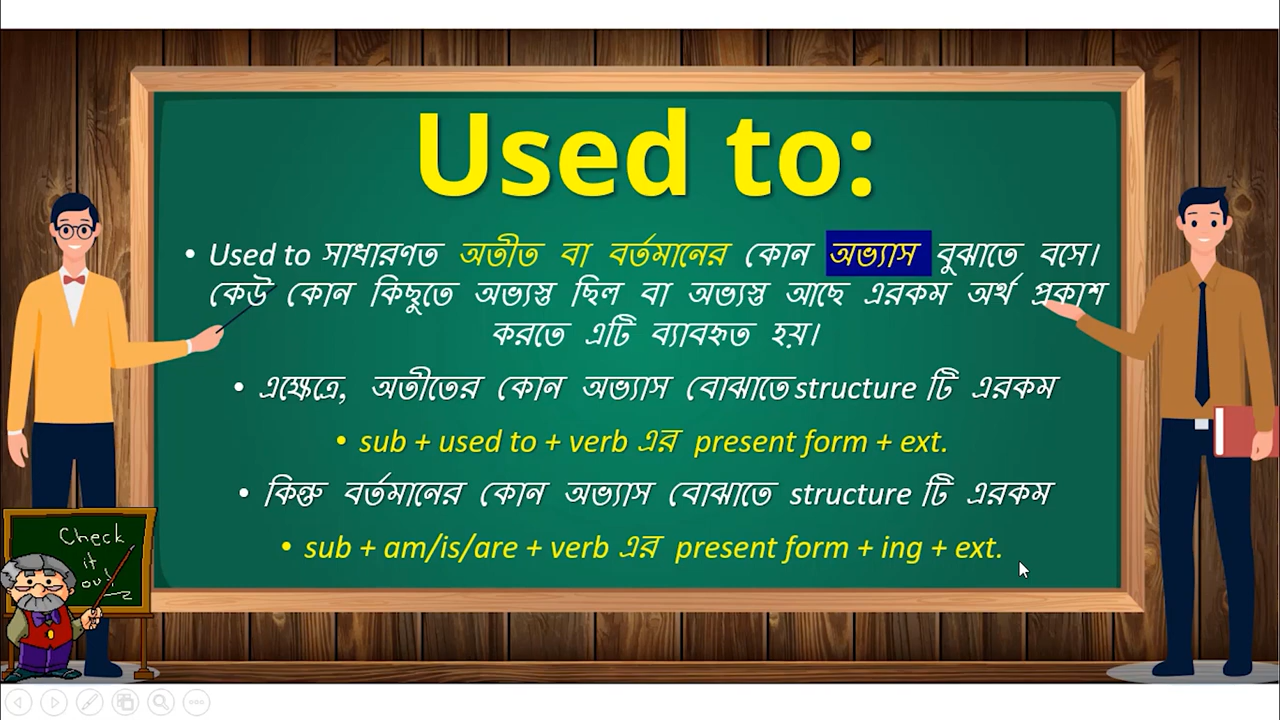 Used to:
• Used to সাধারণত অতীত বা বর্তমানের কোন অভ্যাস বুঝাতে বসে।
কেউ কোন কিছুতে অভ্যস্ত ছিল বা অভ্যস্ত আছে এরকম অর্থ প্রকাশ
করতে এটি ব্যাবহৃত হয়।
• এক্ষেত্রে, অতীতের কোন অভ্যাস বোঝাতে structure টি এরকম
• sub + used to + verb এর present form + ext.
• কিন্তু বর্তমানের কোন অভ্যাস বোঝাতে structure টি এরকম
• sub + am/is/are + verb এর present form + ing + ext.
Check
it
out!